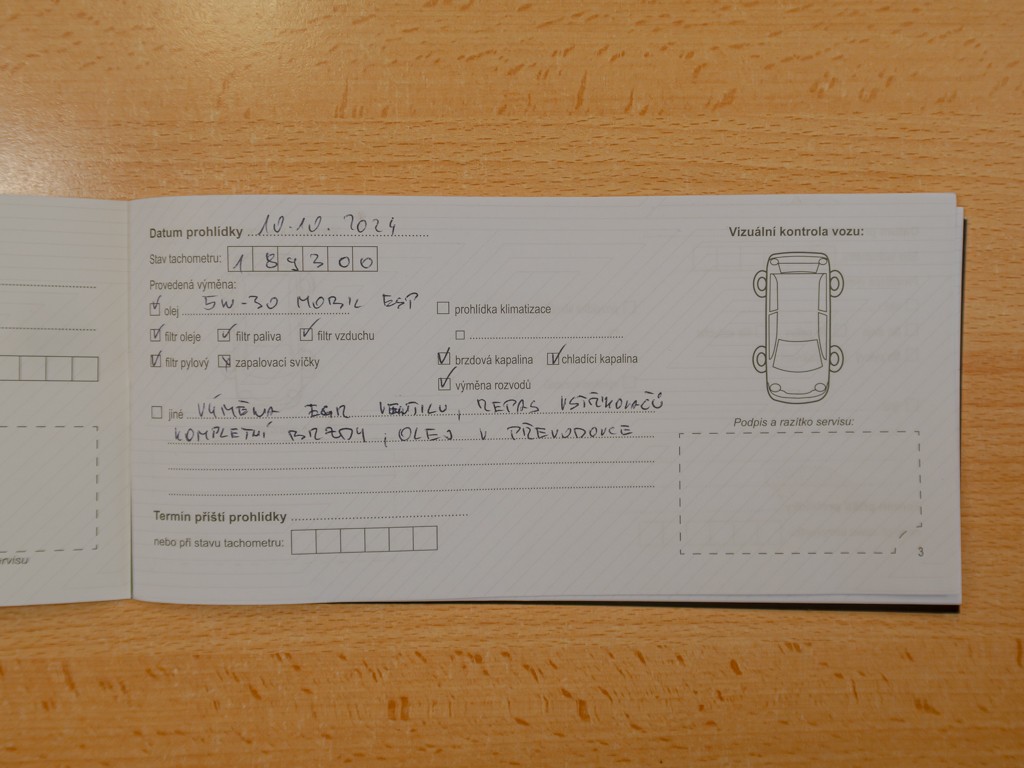 Datum prohlídky 10.10.2024
Stav tachometru: 189300
Provedená výměna:
olej 5W-30 MOBIL ESP
prohlídka klimatizace
filtr oleje filtr paliva filtr vzduchu
filtr pylový zapalovací svíčky
brzdová kapalina chladící kapalina
výměna rozvodů
jiné VÝMĚNA EGR VENTILU, REPAS VSTŘIKOVAČŮ
KOMPLETNÍ BRZDY, OLEJ V PŘEVODOVCE
Termín příští prohlídky
nebo při stavu tachometru:
Vizuální kontrola vozu:
Podpis a razítko servisu:
3